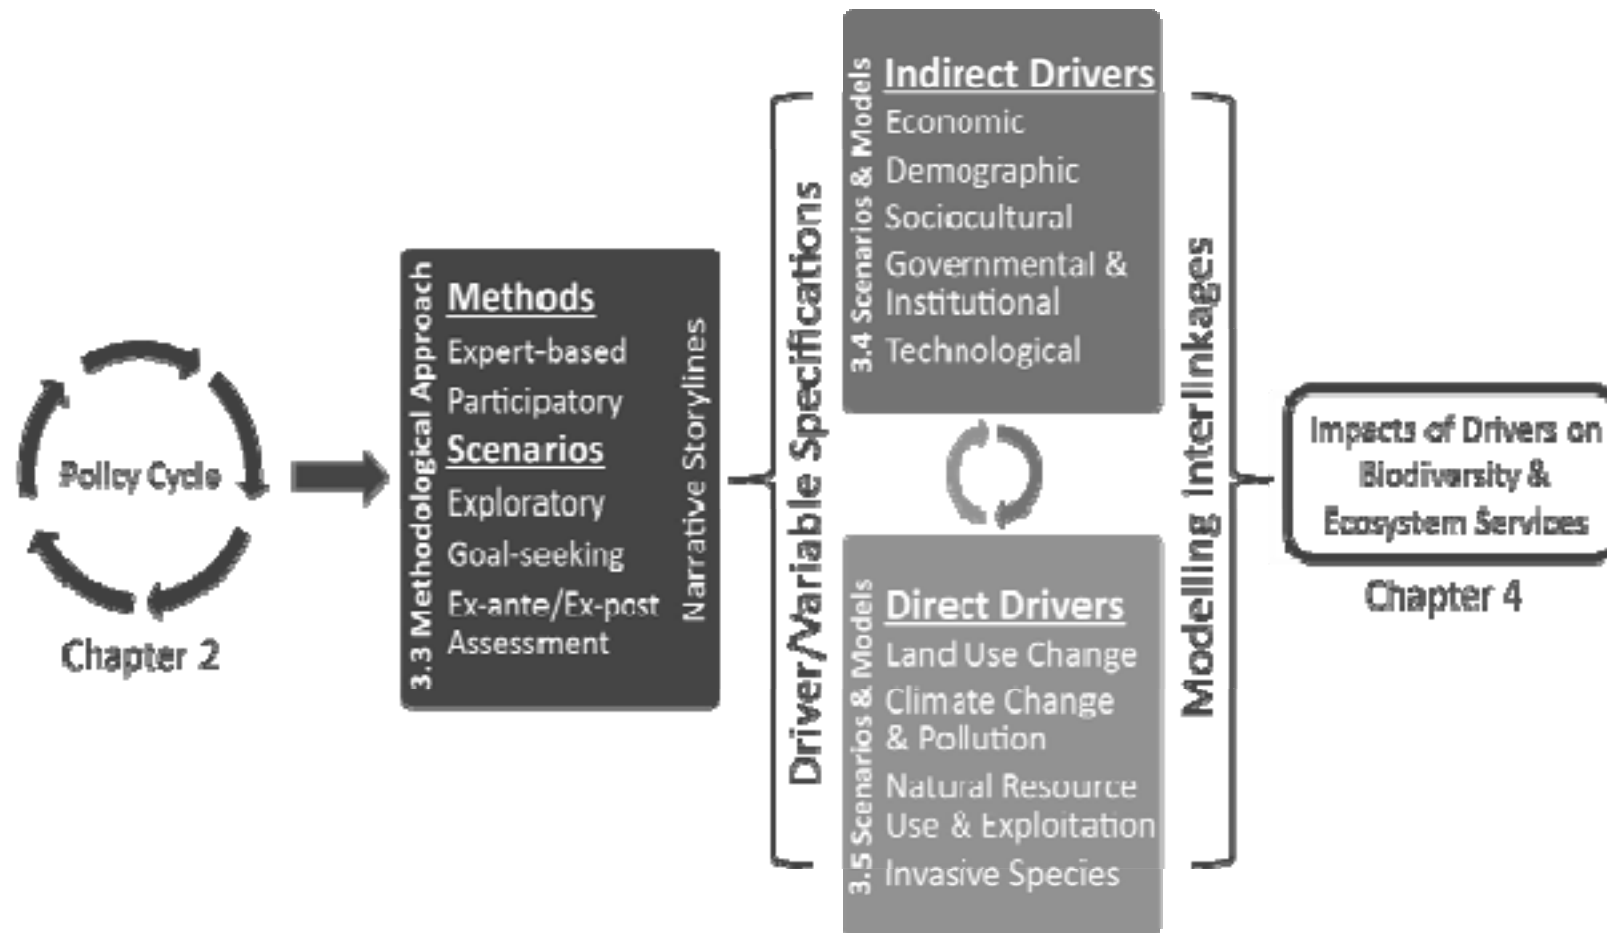 Policy Cycle
Chapter 2
3.3 Methodological Approach
Methods
Expert-based
Participatory
Scenarios
Exploratory
Goal-seeking
Ex-ante/Ex-post
Assessment
Narrative Storylines
Driver/Variable Specifications
3.4 Scenarios & Models
Indirect Drivers
Economic
Demographic
Sociocultural
Governmental &
Institutional
Technological
3.5 Scenarios & Models
Direct Drivers
Land Use Change
Climate Change
& Pollution
Natural Resource
Use & Exploitation
Invasive Species
Modelling Interlinkages
Impacts of Drivers on
Biodiversity &
Ecosystem Services
Chapter 4